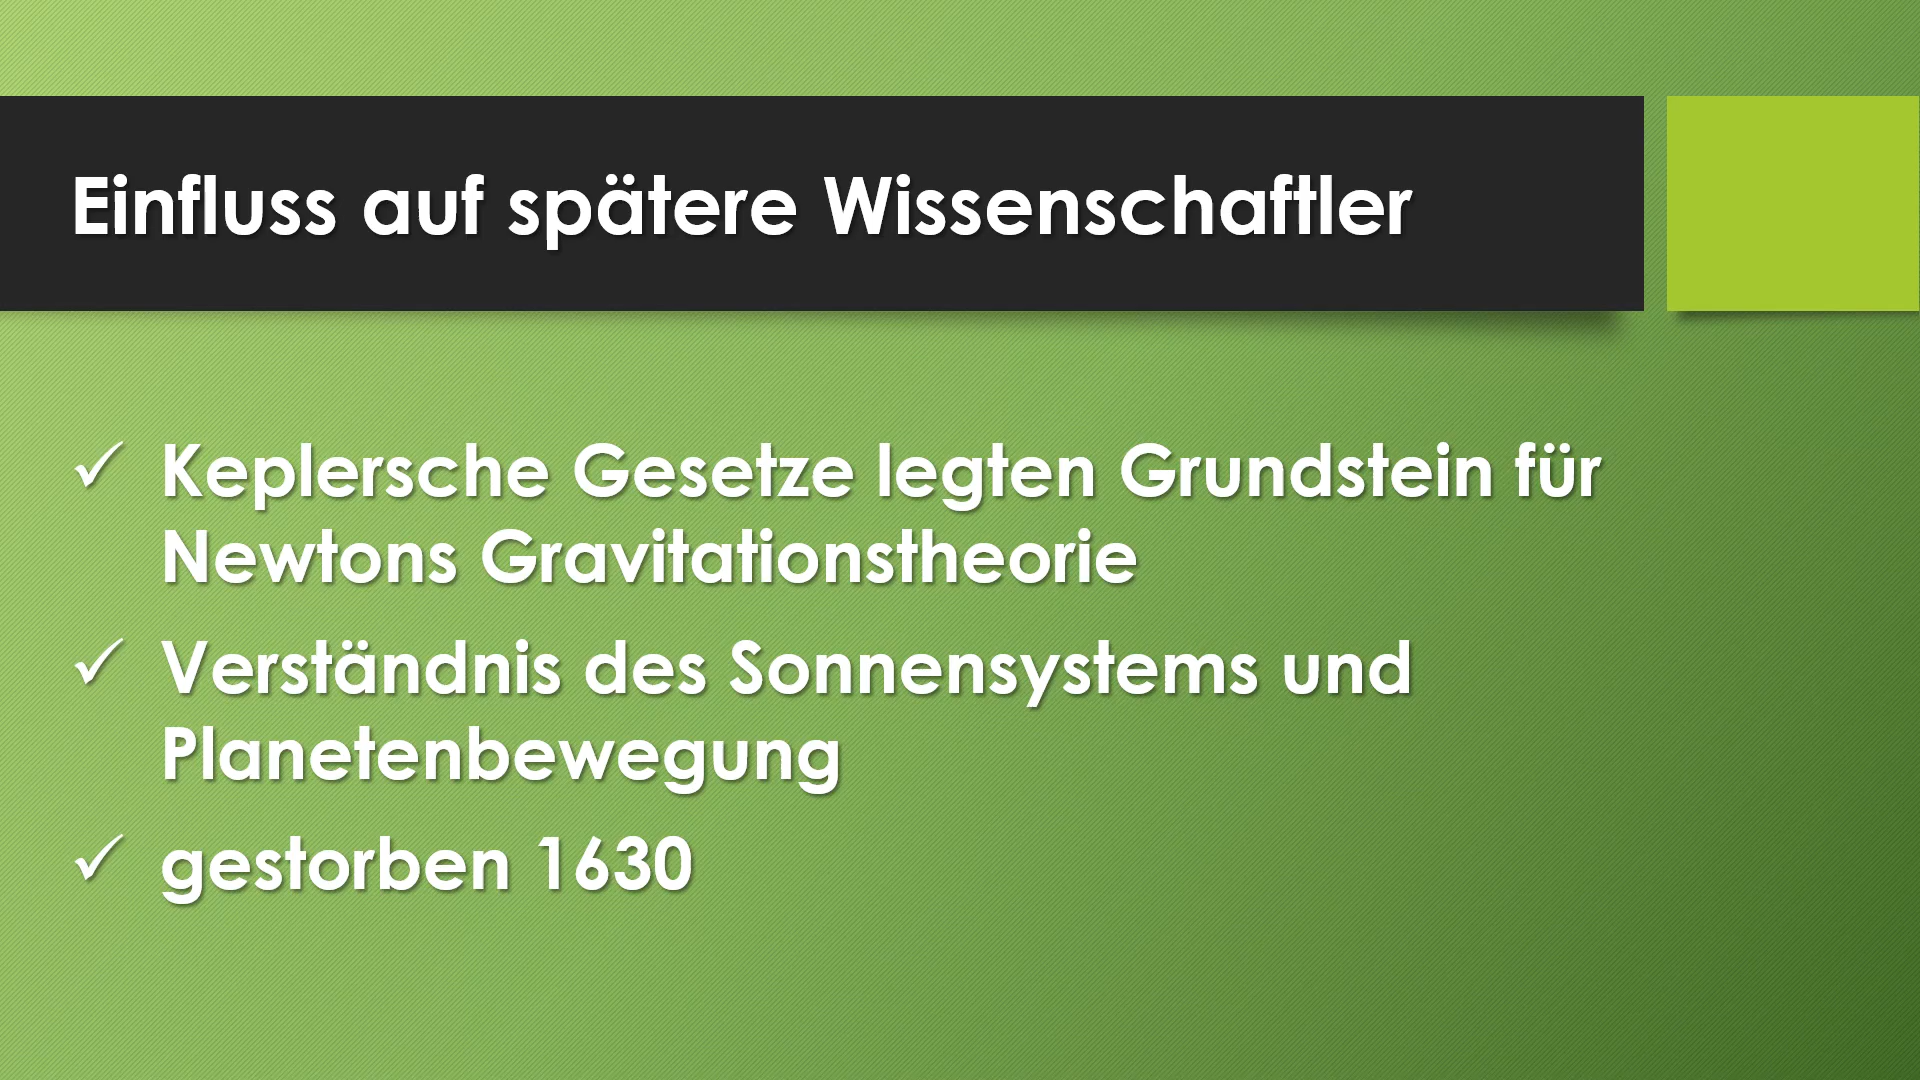 Einfluss auf spätere Wissenschaftler
✓ Keplersche Gesetze legten Grundstein für
Newtons Gravitationstheorie
✓ Verständnis des Sonnensystems und
Planetenbewegung
✓ gestorben 1630